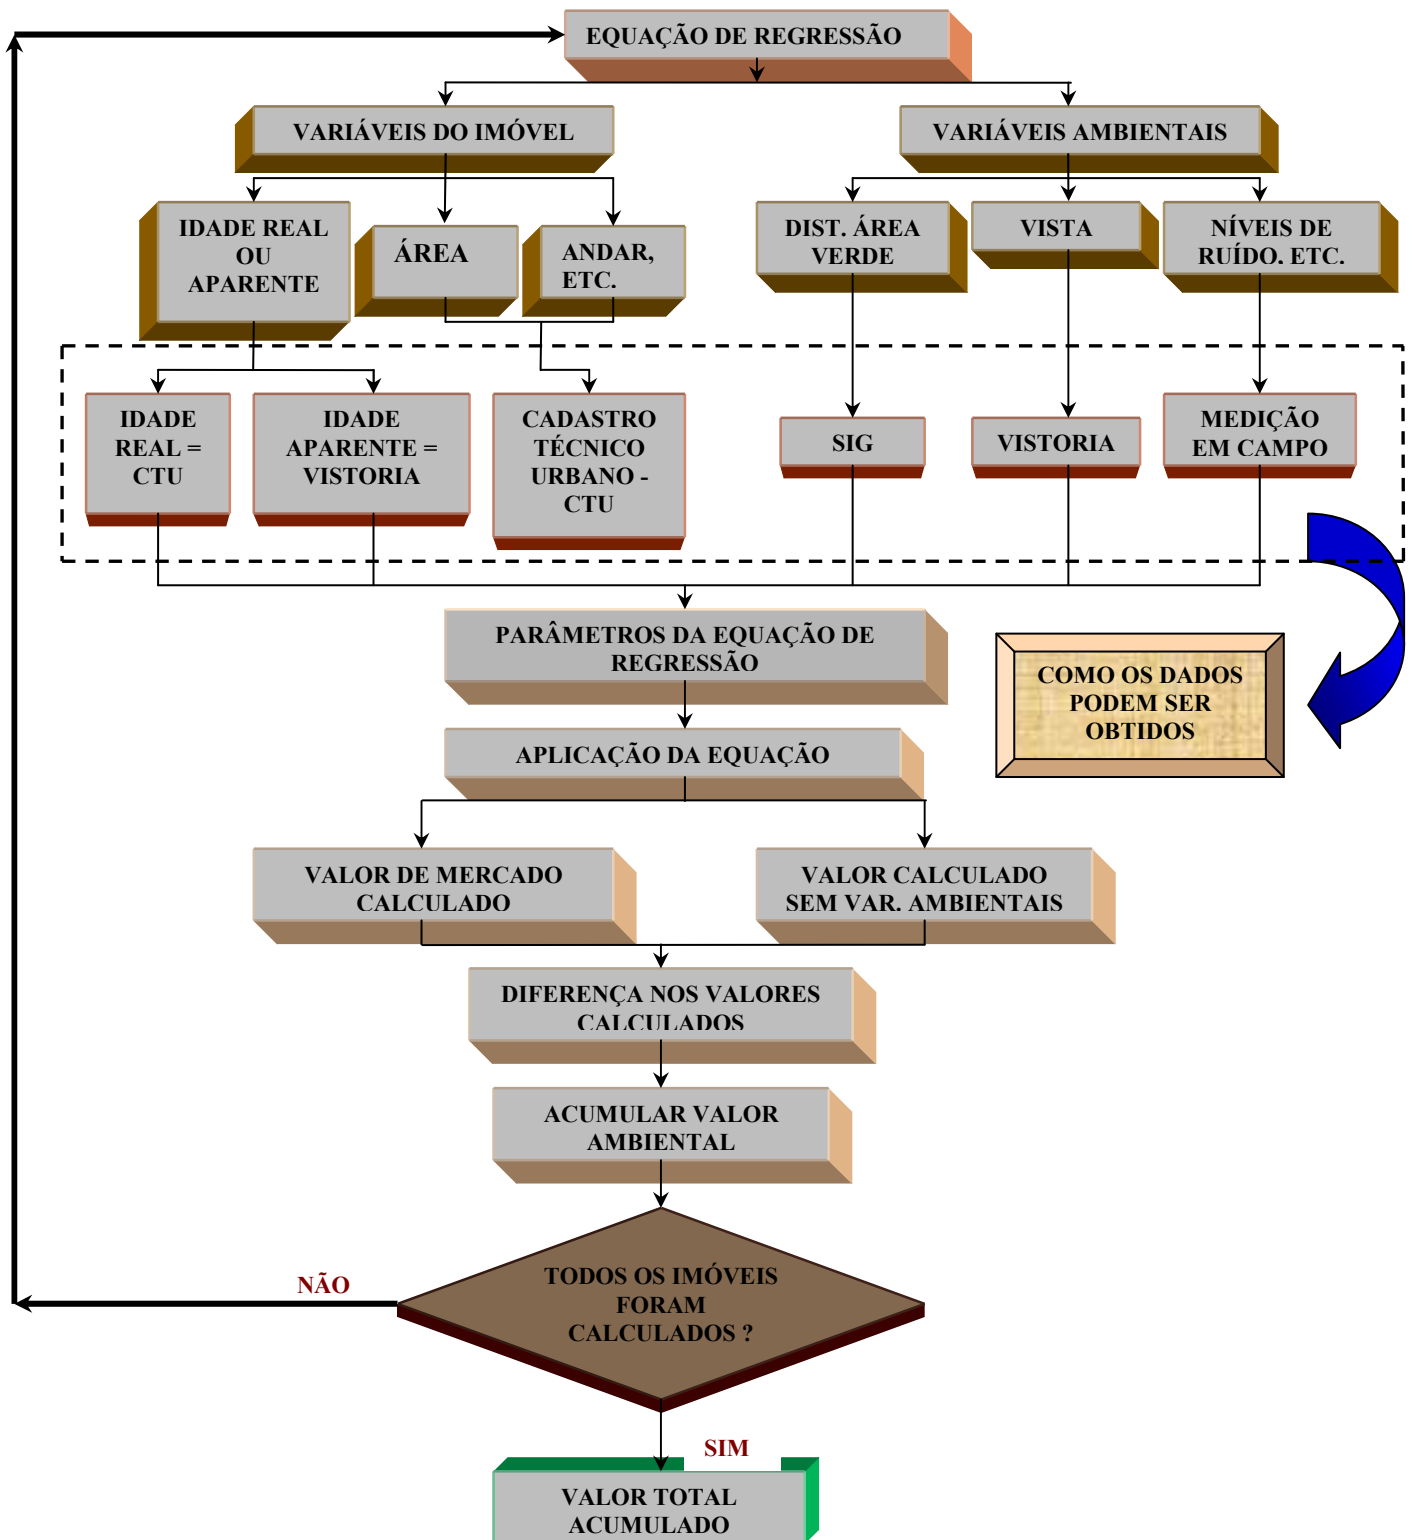 EQUAÇÃO DE REGRESSÃO
VARIÁVEIS DO IMÓVEL
VARIÁVEIS AMBIENTAIS
IDADE REAL
OU
APARENTE
ÁREA
ANDAR,
ETC.
DIST. ÁREA
VERDE
VISTA
NÍVEIS DE
RUÍDO. ETC.
IDADE
REAL =
CTU
IDADE
APARENTE =
VISTORIA
CADASTRO
TÉCNICO
URBANO -
CTU
SIG
VISTORIA
MEDIÇÃO
EM CAMPO
PARÂMETROS DA EQUAÇÃO DE
REGRESSÃO
COMO OS DADOS
PODEM SER
OBTIDOS
APLICAÇÃO DA EQUAÇÃO
VALOR DE MERCADO
CALCULADO
VALOR CALCULADO
SEM VAR. AMBIENTAIS
DIFERENÇA NOS VALORES
CALCULADOS
ACUMULAR VALOR
AMBIENTAL
NÃO
TODOS OS IMÓVEIS
FORAM
CALCULADOS ?
SIM
VALOR TOTAL
ACUMULADO